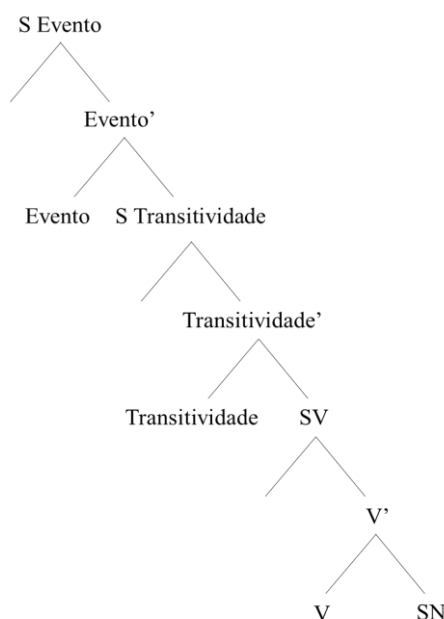 S Evento
Evento’
Evento S Transitividade
Transitividade’
Transitividade SV
V’
V SN